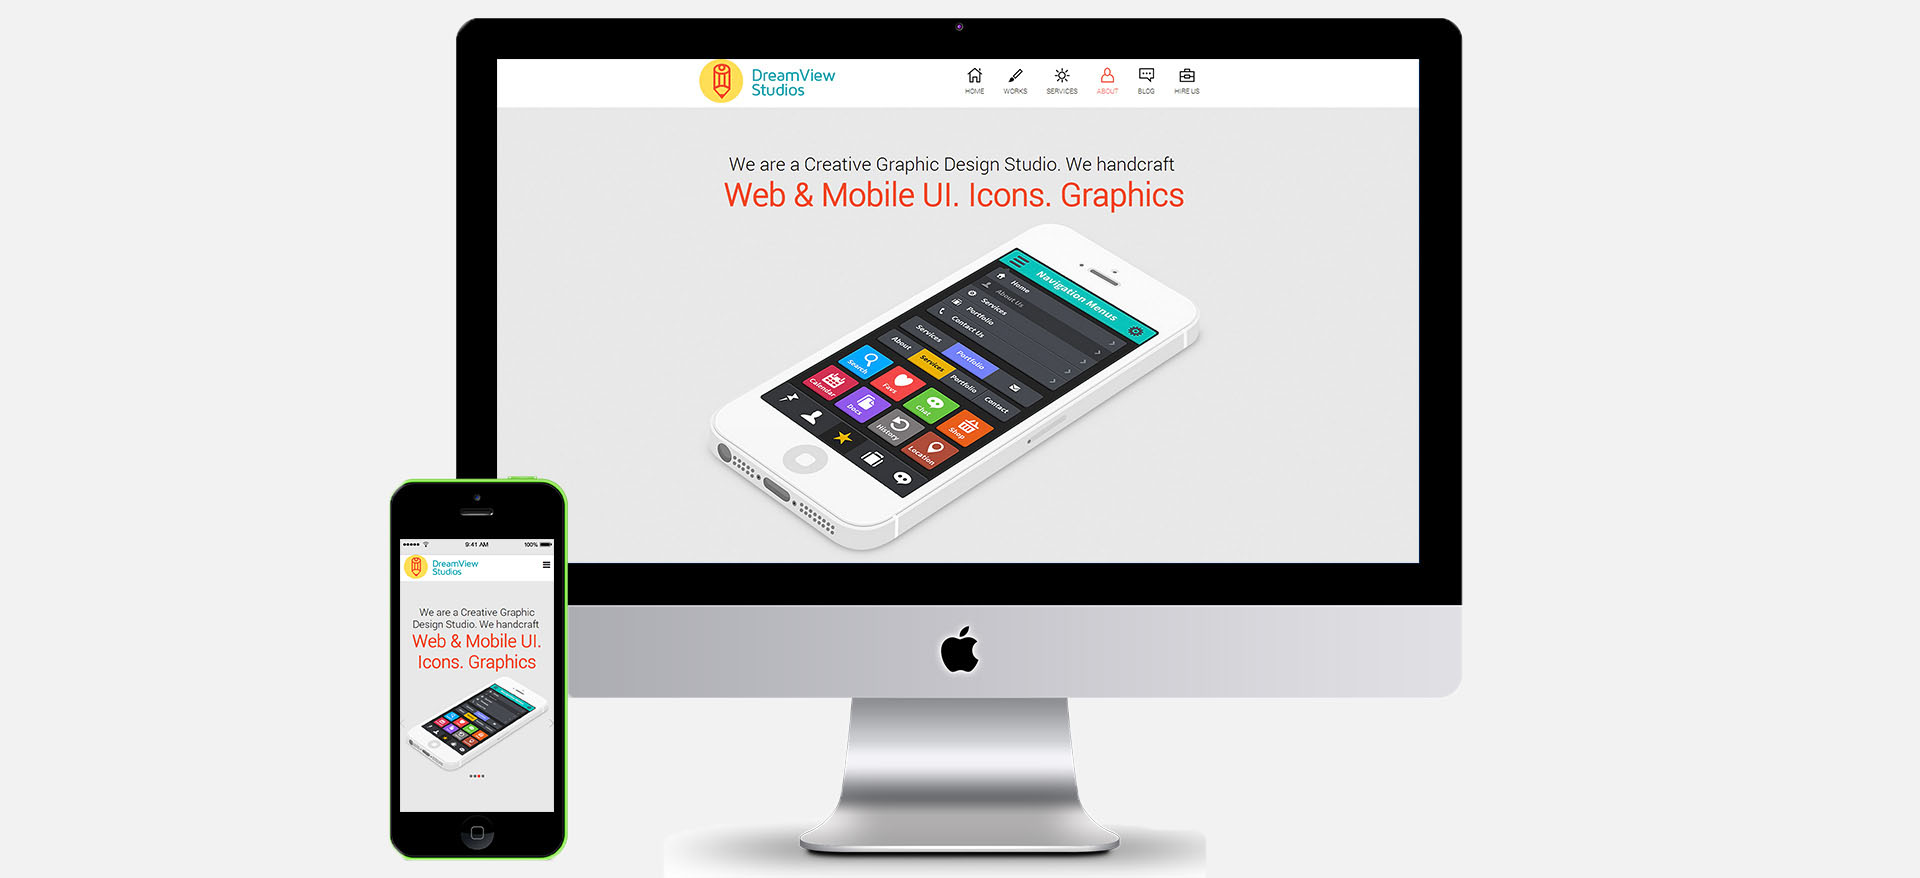 DreamView
Studios
HOME
WORKS
SERVICES
ABOUT
BLOG
HIRE US
We are a Creative Graphic Design Studio. We handcraft
Web & Mobile UI. Icons. Graphics
Navigation Menus
Home
About Us
Services
Portfolio
Contact Us
Services
Portfolio
About
Services
Portfolio
Contact
Search
Favs
Chat
Shop
Calendar
Docs
History
Location
9:41 AM
100%
DreamView
Studios
We are a Creative Graphic
Design Studio. We handcraft
Web & Mobile UI.
Icons. Graphics